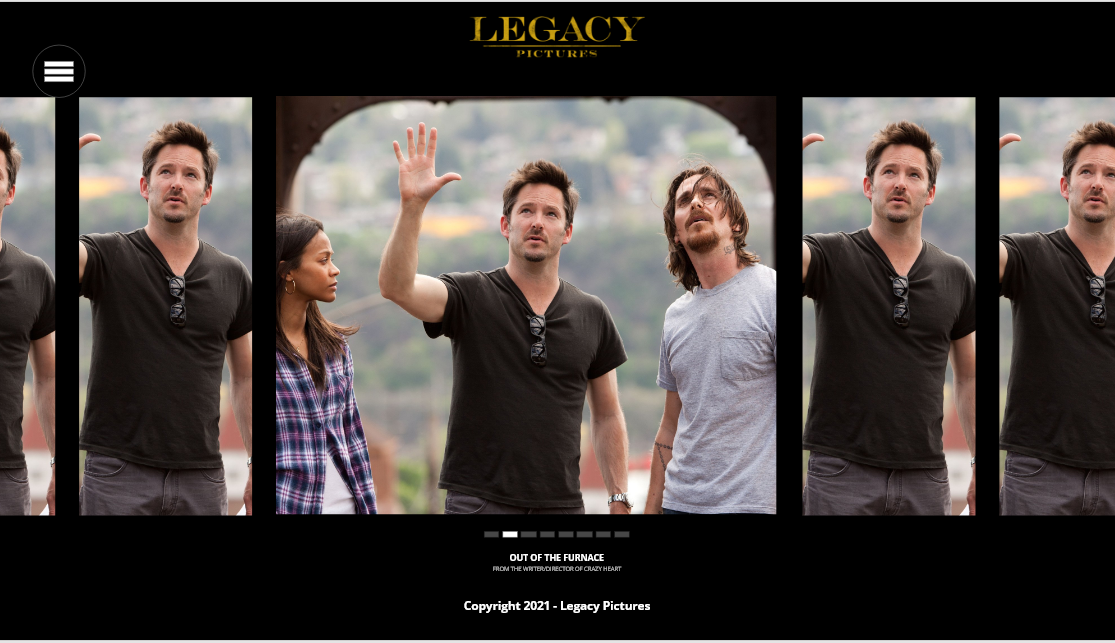 LEGACY
PICTURES
OUT OF THE FURNACE
FROM THE WRITER/DIRECTOR OF CRAZY HEART
Copyright 2021 - Legacy Pictures